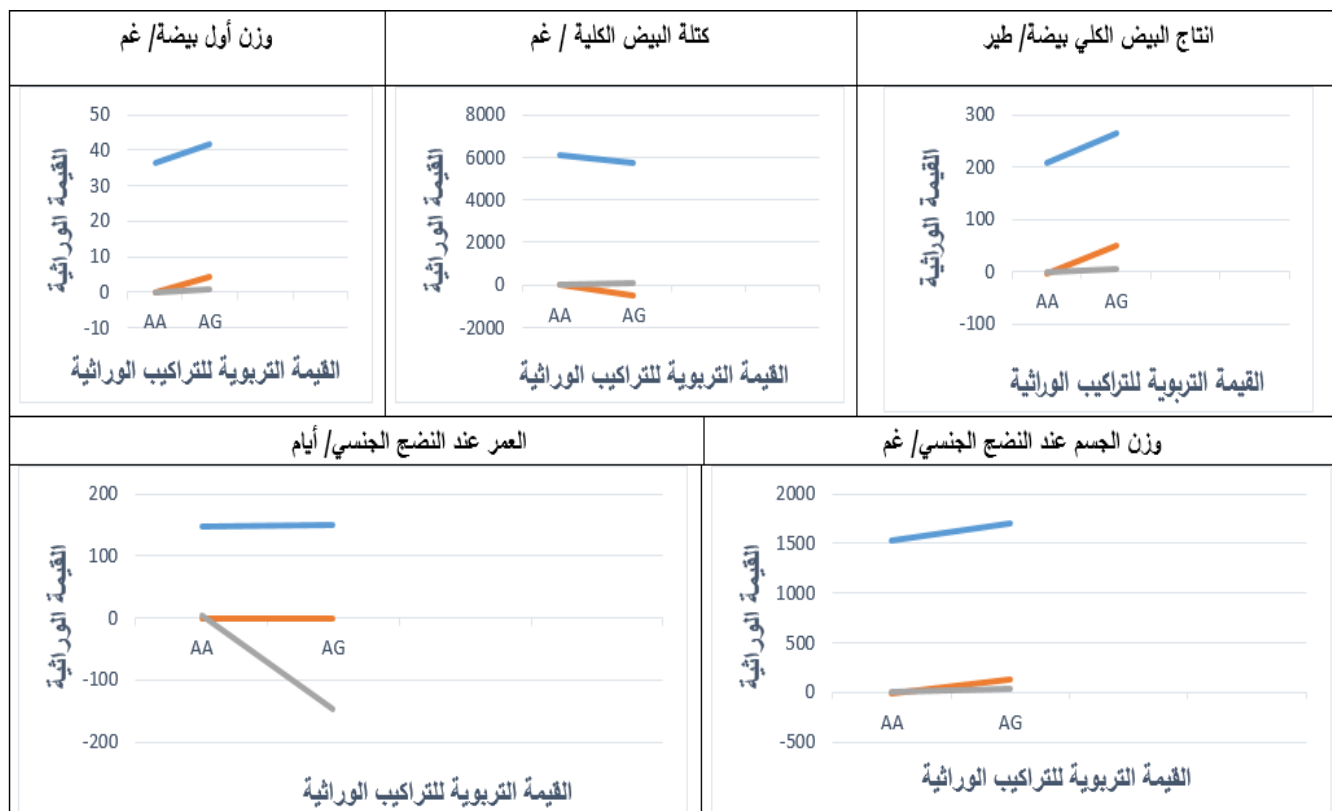 انتاج البيض الكلي بيضة/ طير
كتلة البيض الكلية / غم
وزن أول بيضة/ غم
300
200
100
0
-100
AA
AG
القيمة الوراثية
القيمة التربوية للتراكيب الوراثية
8000
6000
4000
2000
0
-2000
AA
AG
القيمة الوراثية
القيمة التربوية للتراكيب الوراثية
50
40
30
20
10
0
-10
AA
AG
القيمة الوراثية
القيمة التربوية للتراكيب الوراثية
وزن الجسم عند النضج الجنسي/ غم
العمر عند النضج الجنسي/ أيام
2000
1500
1000
500
0
-500
AA
AG
القيمة الوراثية
القيمة التربوية للتراكيب الوراثية
200
100
0
-100
-200
AA
AG
القيمة الوراثية
القيمة التربوية للتراكيب الوراثية